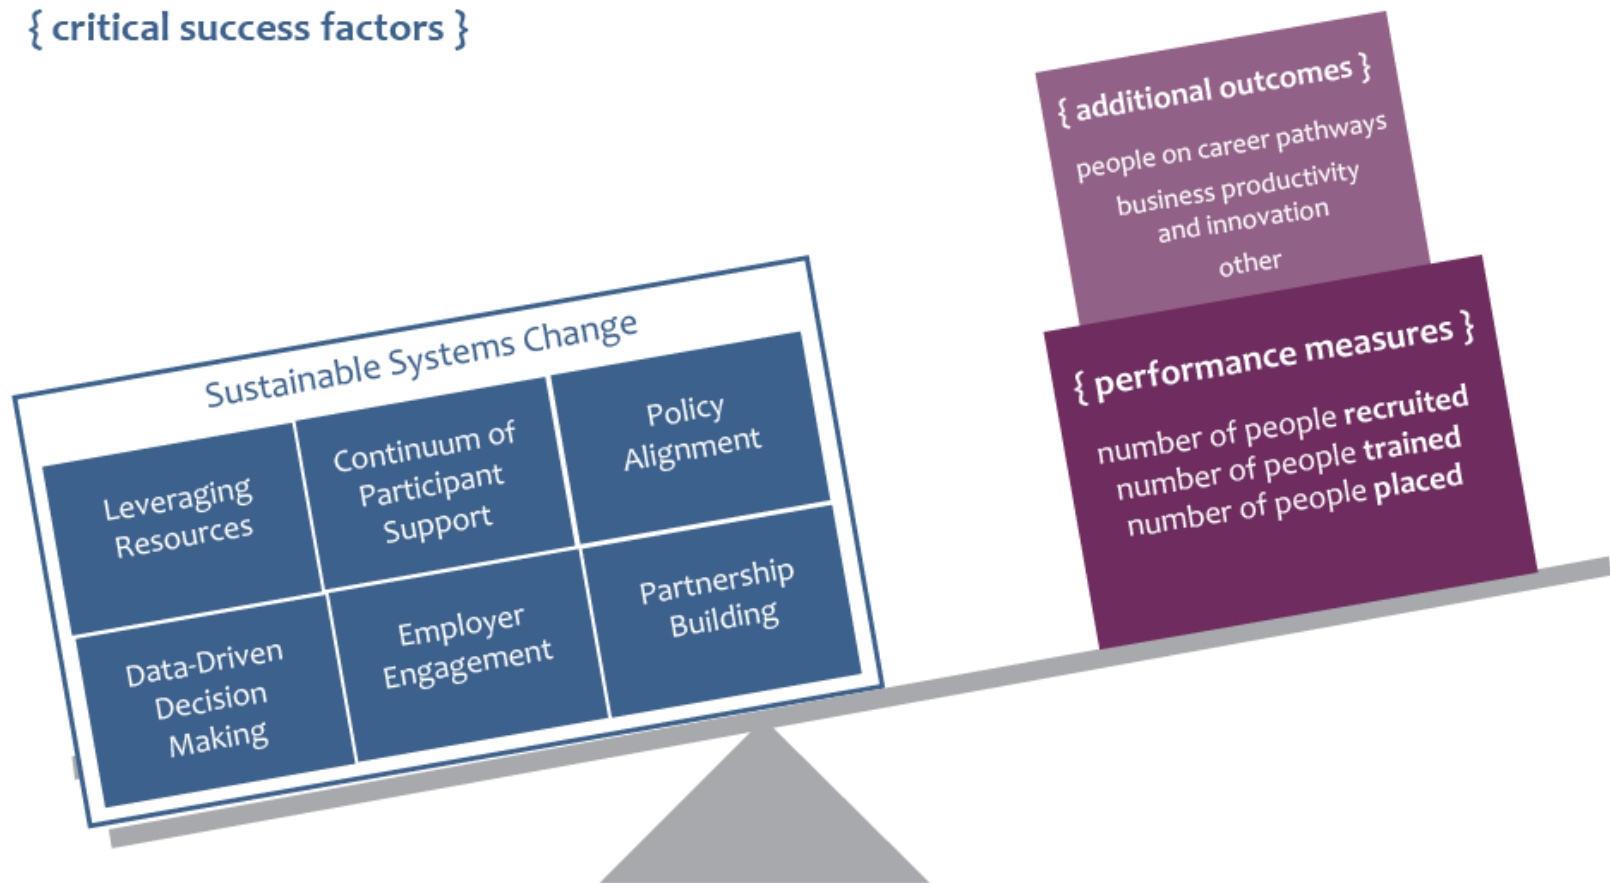 { critical success factors }
Sustainable Systems Change
Leveraging
Resources
Continuum of
Participant
Support
Policy
Alignment
Data-Driven
Decision
Making
Employer
Engagement
Partnership
Building
{ additional outcomes }
people on career pathways
business productivity
and innovation
other
{ performance measures }
number of people recruited
number of people trained
number of people placed